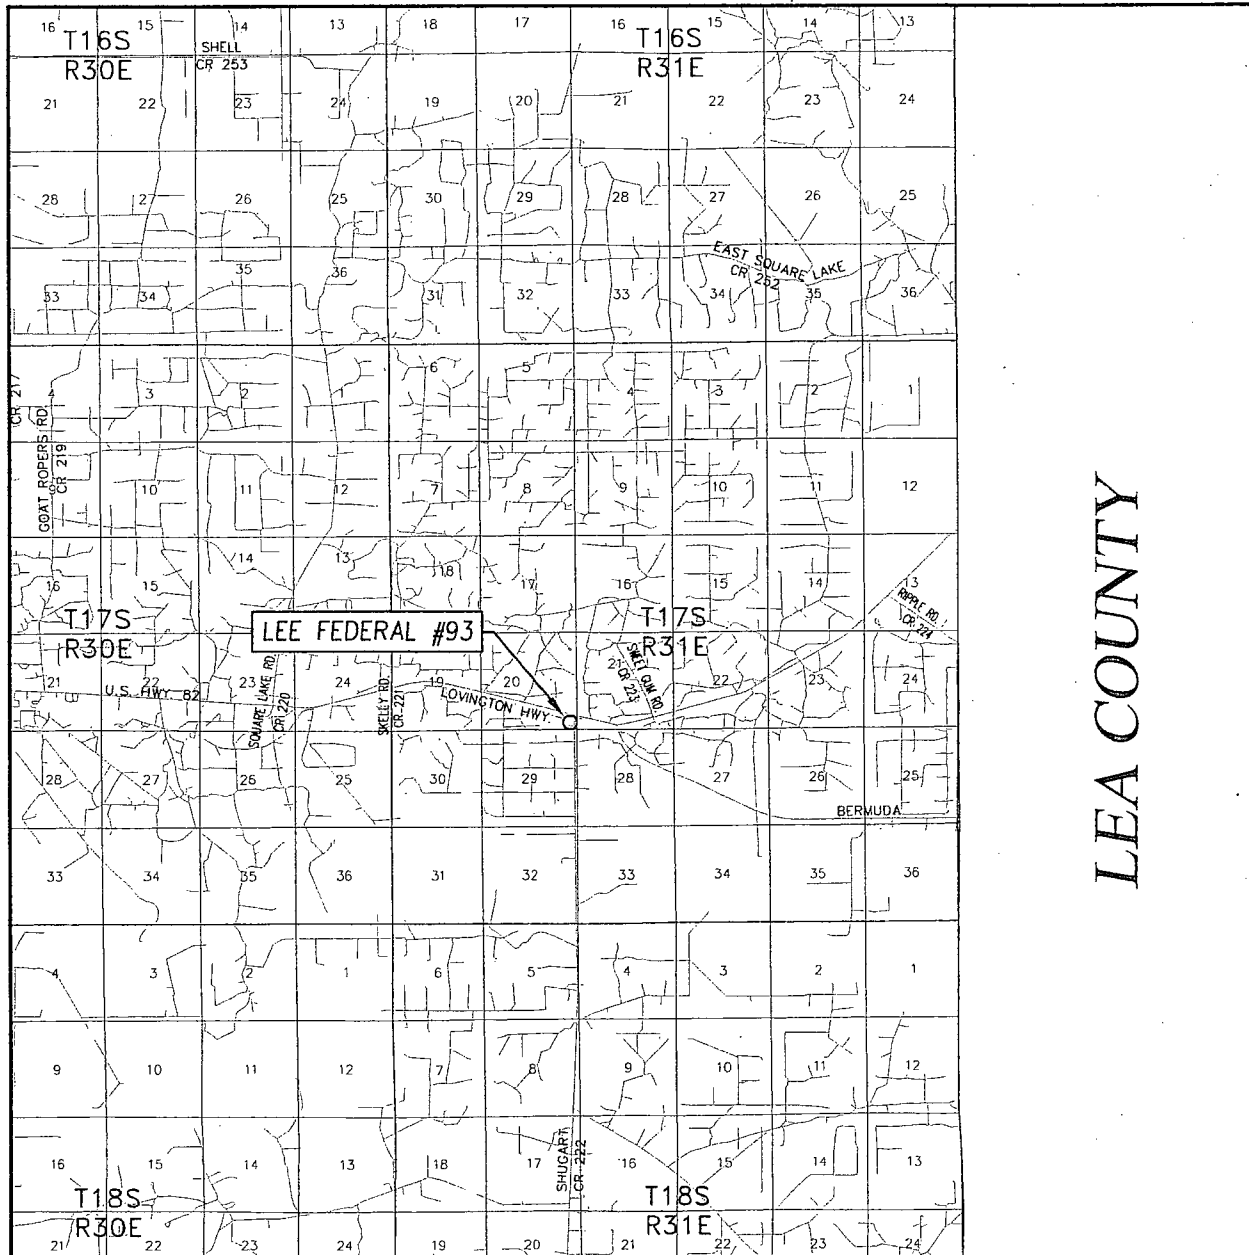 16 15 14 13 18 17 16 15 14 13
T16S
R30E
SHELL
CR 253
T16S
R31E
21 22 23 24 19 20 21 22 23 24
28 27 26 25 30 29 28 27 26 25
EAST SQUARE LAKE
CR 252
33 34 35 36 31 32 33 34 35 36
CR 217
4 3 2 1 6 5 4 3 2 1
GOAT ROPERS RD.
CR 219
9 10 11 12 7 8 9 10 11 12
16 15 14 13 18 17 16 15 14 13
RIPPLE RD.
CR 224
T17S
R30E
LEE FEDERAL #93
T17S
R31E
21 22 23 24 19 20 21 22 23 24
U.S. HWY. 82
SQUARE LAKE RD.
CR 220
SKELLY RD.
CR 221
LOVINGTON HWY.
SWEET GUM RD.
CR 223
28 27 26 25 30 29 28 27 26 25
BERMUDA
33 34 35 36 31 32 33 34 35 36
4 3 2 1 6 5 4 3 2 1
9 10 11 12 7 8 9 10 11 12
16 15 14 13 18 17 16 15 14 13
SHUGART
CR 222
T18S
R30E
T18S
R31E
21 22 23 24 19 20 21 22 23 24
LEA COUNTY